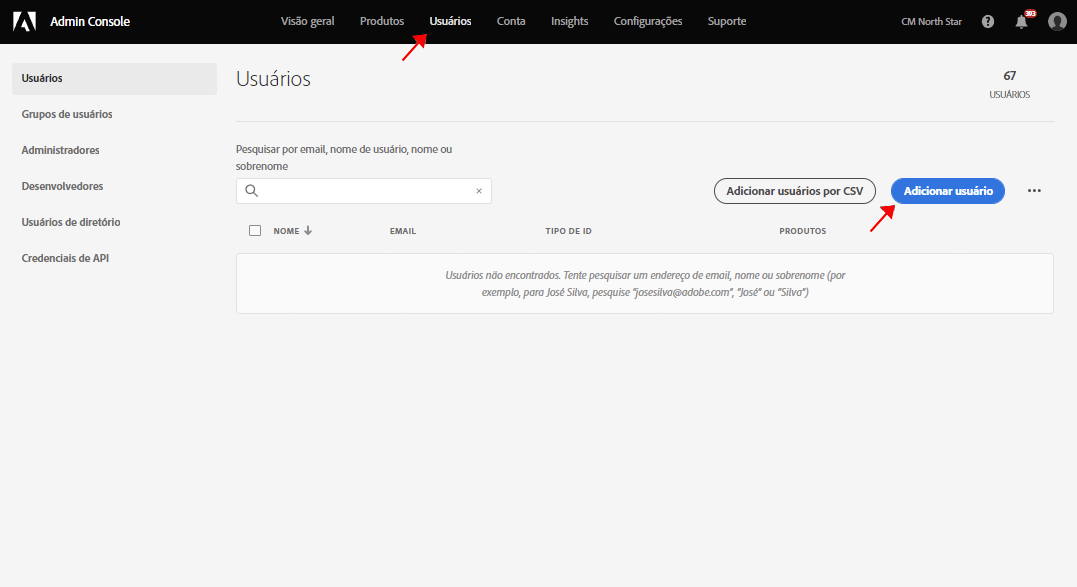 Admin Console
Visão geral
Produtos
Usuários
Conta
Insights
Configurações
Suporte
CM North Star
?
393
Usuários
Grupos de usuários
Administradores
Desenvolvedores
Usuários de diretório
Credenciais de API
Usuários
67
USUÁRIOS
Pesquisar por email, nome de usuário, nome ou
sobrenome
Adicionar usuários por CSV
Adicionar usuário
NOME
EMAIL
TIPO DE ID
PRODUTOS
Usuários não encontrados. Tente pesquisar um endereço de email, nome ou sobrenome (por
exemplo, para José Silva, pesquise "josesilva@adobe.com", "José" ou "Silva")